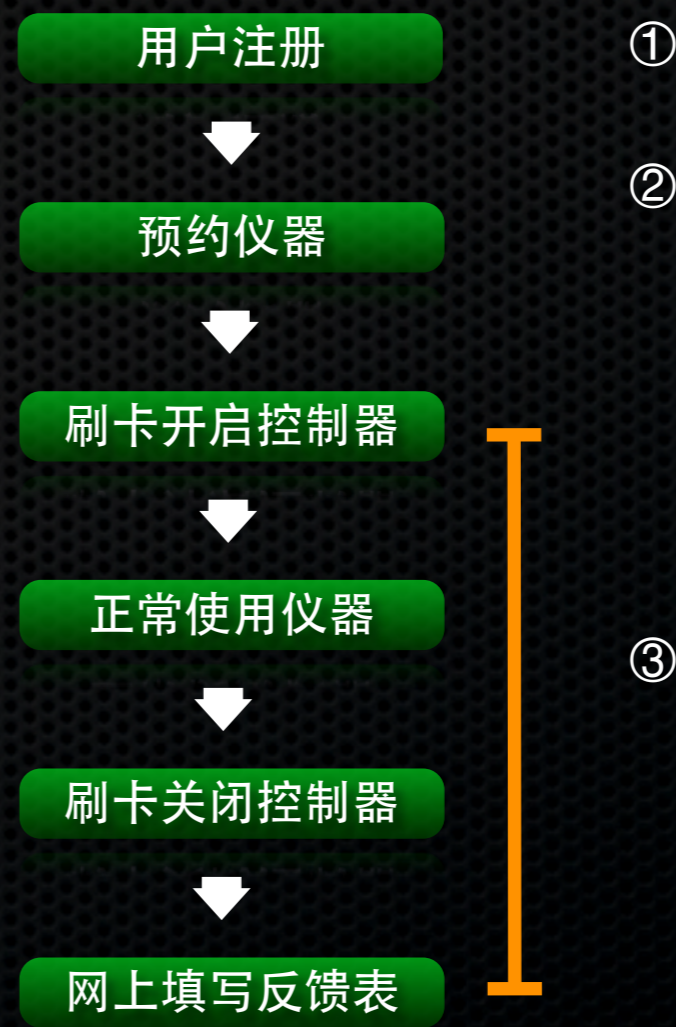 用户注册
①
预约仪器
②
刷卡开启控制器
正常使用仪器
③
刷卡关闭控制器
网上填写反馈表